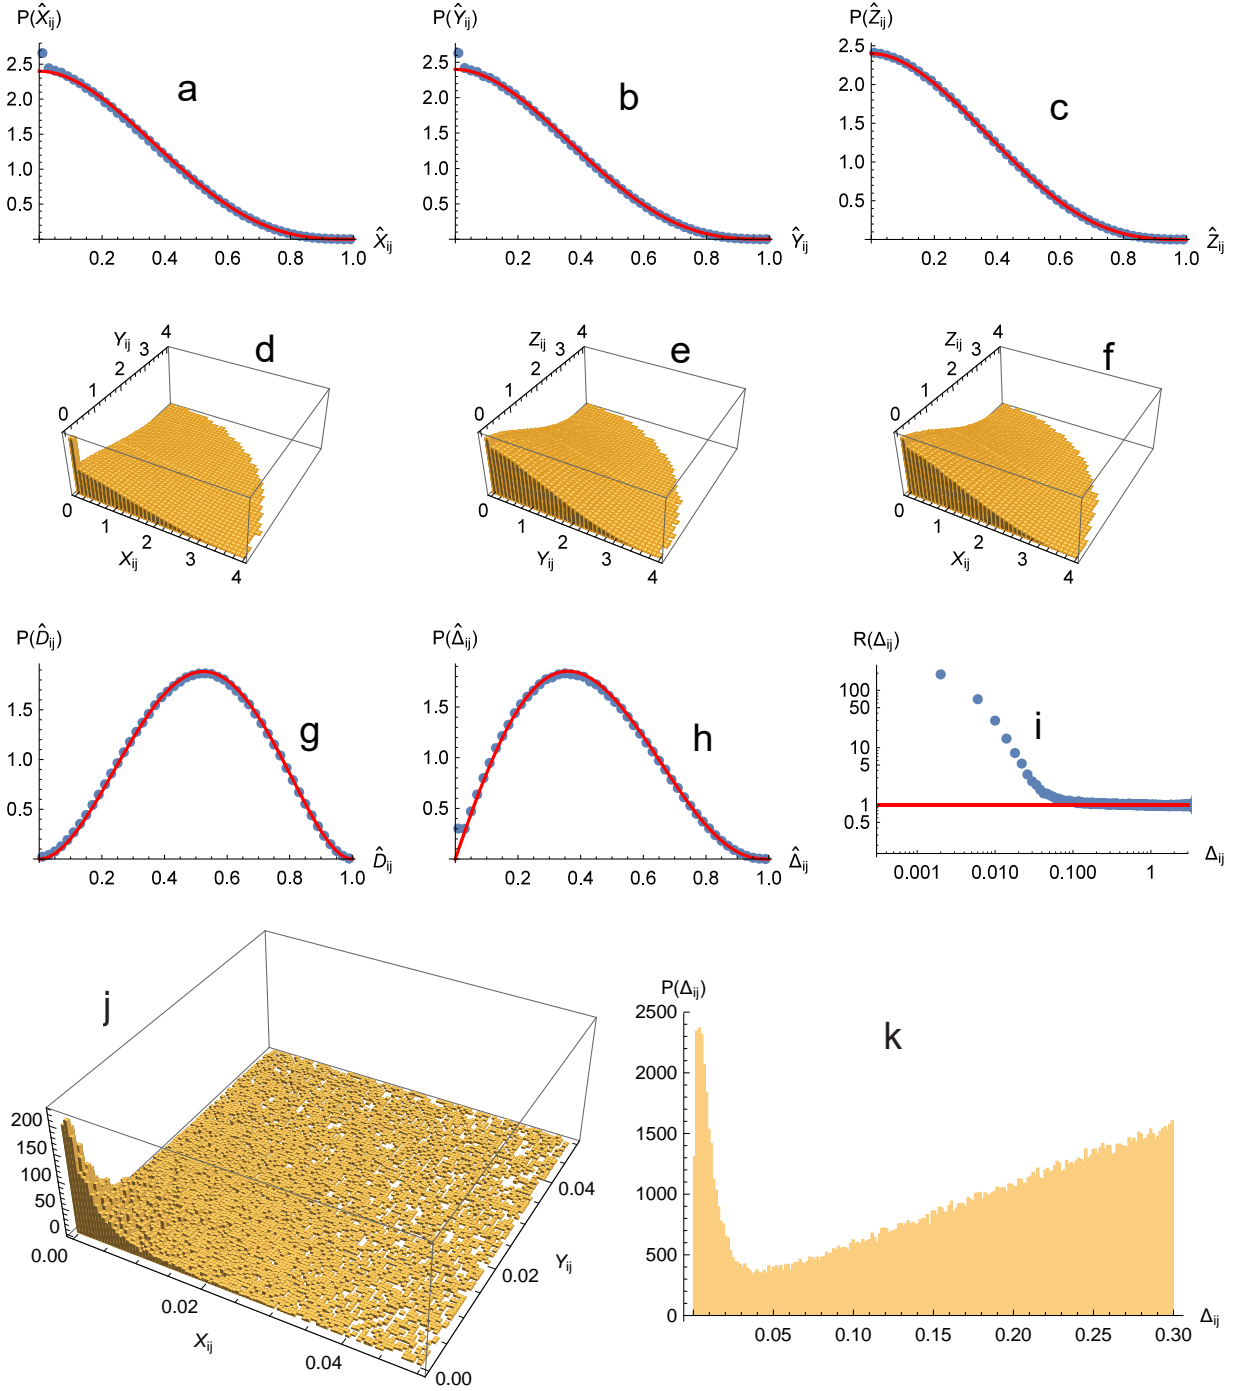 P(X̂ij) P(Ŷij) P(Ẑij)
a b c
2.5 2.0 1.5 1.0 0.5
0.2 0.4 0.6 0.8 1.0 X̂ij
2.5 2.0 1.5 1.0 0.5
0.2 0.4 0.6 0.8 1.0 Ŷij
2.5 2.0 1.5 1.0 0.5
0.2 0.4 0.6 0.8 1.0 Ẑij
d
Yij 0 1 2 3 4
Xij 0 1 2 3 4
e
Zij 0 1 2 3 4
Yij 0 1 2 3 4
f
Zij 0 1 2 3 4
Xij 0 1 2 3 4
P(D̂ij) P(Δ̂ij) R(Δij)
g h i
1.5 1.0 0.5
0.2 0.4 0.6 0.8 1.0 D̂ij
1.5 1.0 0.5
0.2 0.4 0.6 0.8 1.0 Δ̂ij
100 50 10 5 1 0.5
0.001 0.010 0.100 1 Δij
j
200 150 100 50 0
0.00 0.02 0.04
Xij
0.04 0.02 0.00
Yij
P(Δij)
k
2500
2000
1500
1000
500
0
0.05 0.10 0.15 0.20 0.25 0.30 Δij